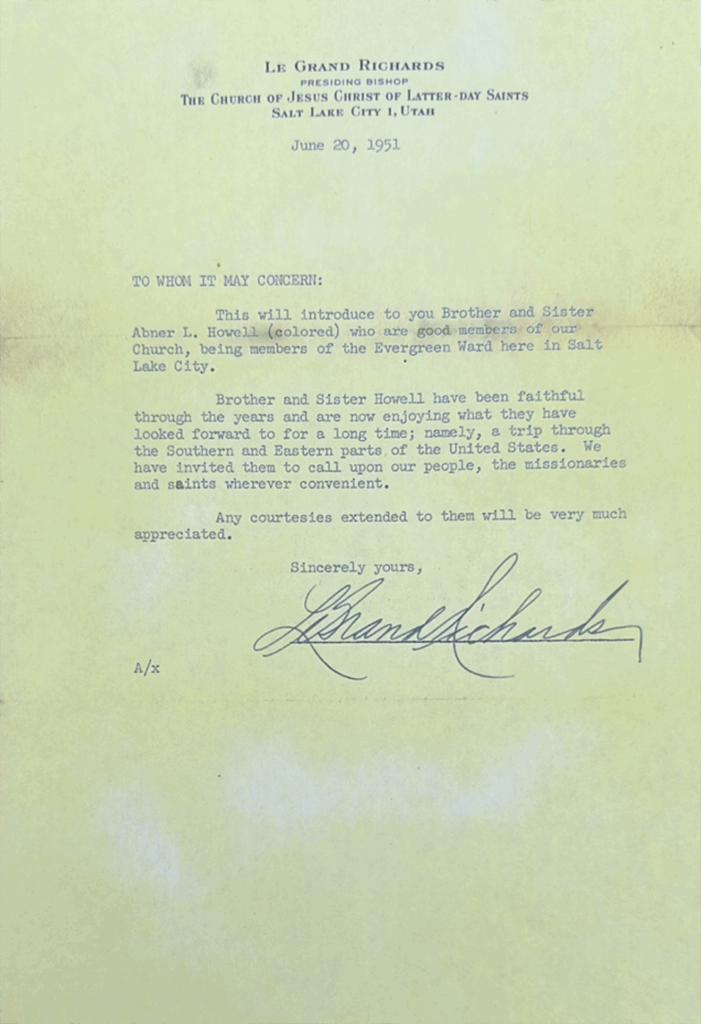 LE GRAND RICHARDS
PRESIDING BISHOP
THE CHURCH OF JESUS CHRIST OF LATTER-DAY SAINTS
SALT LAKE CITY 1, UTAH
June 20, 1951
TO WHOM IT MAY CONCERN:
This will introduce to you Brother and Sister
Abner L. Howell (colored) who are good members of our
Church, being members of the Evergreen Ward here in Salt
Lake City.
Brother and Sister Howell have been faithful
through the years and are now enjoying what they have
looked forward to for a long time; namely, a trip through
the Southern and Eastern parts of the United States. We
have invited them to call upon our people, the missionaries
and saints wherever convenient.
Any courtesies extended to them will be very much
appreciated.
Sincerely yours,
LeGrand Richards
A/x